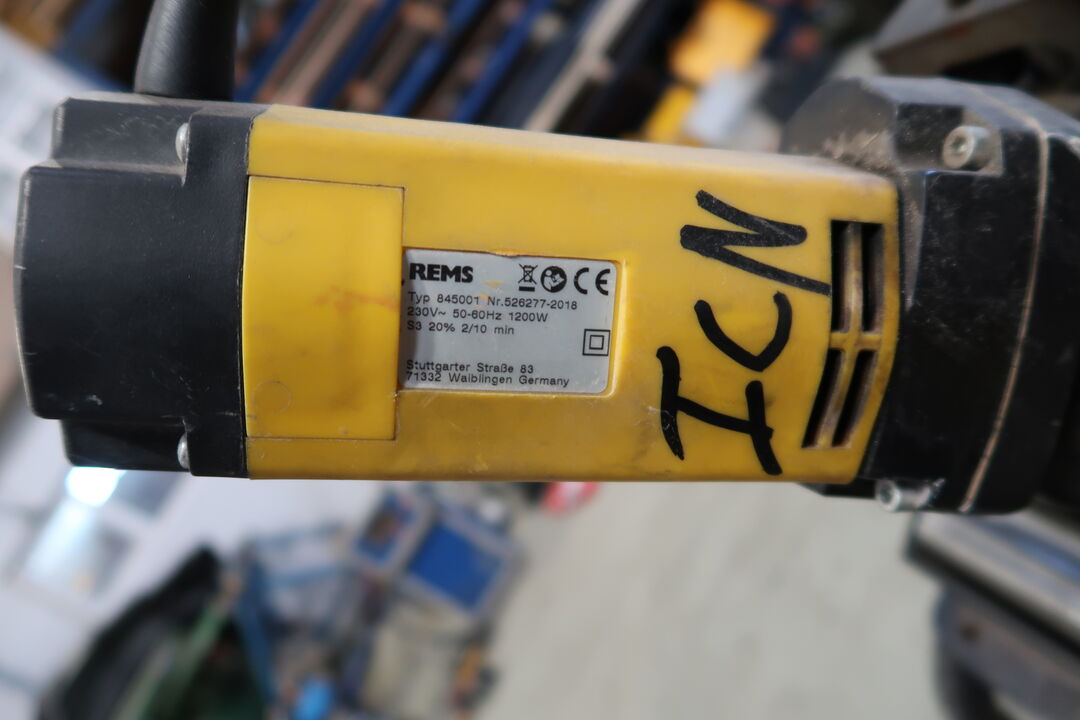 REMS
CE
Typ 845001 Nr.526277-2018
230V~ 50-60Hz 1200W
S3 20% 2/10 min
Stuttgarter Straße 83
71332 Waiblingen Germany
ICN